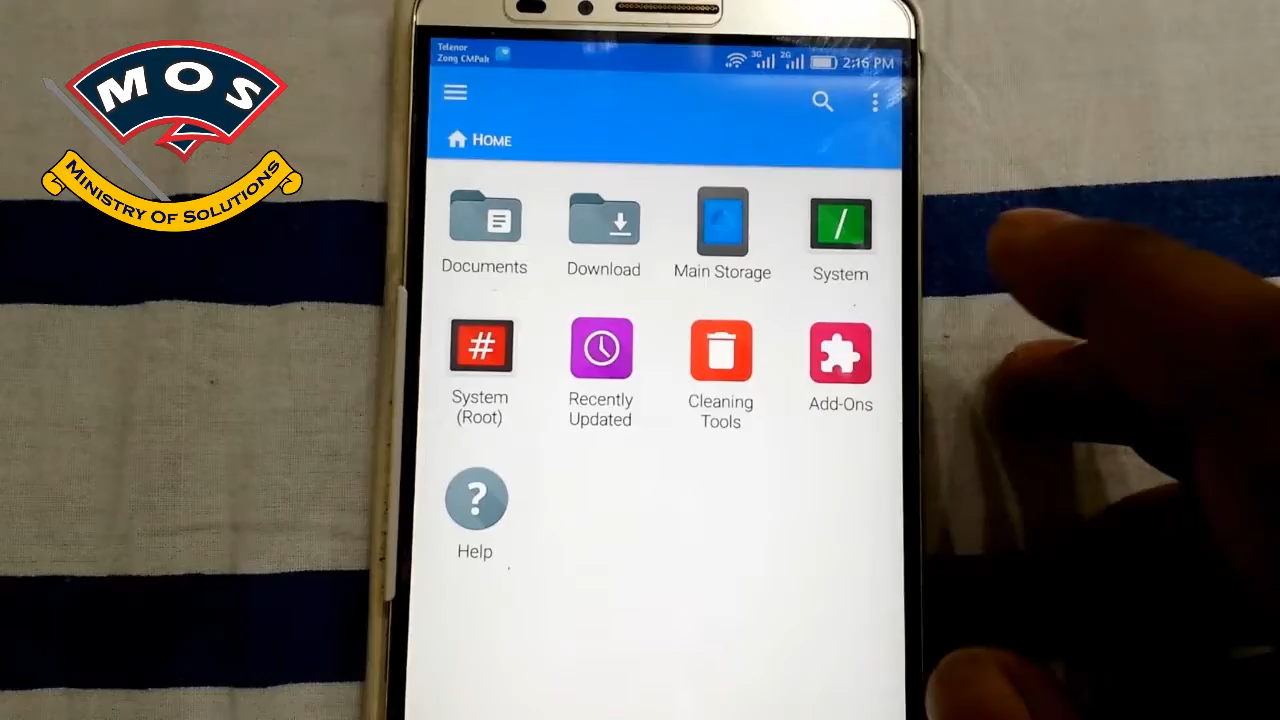 MOS
MINISTRY OF SOLUTIONS
Telenor
Zong CMPak
3G
2G
2:16 PM
HOME
Documents
Download
Main Storage
/
System
#
System
(Root)
Recently
Updated
Cleaning
Tools
Add-Ons
?
Help